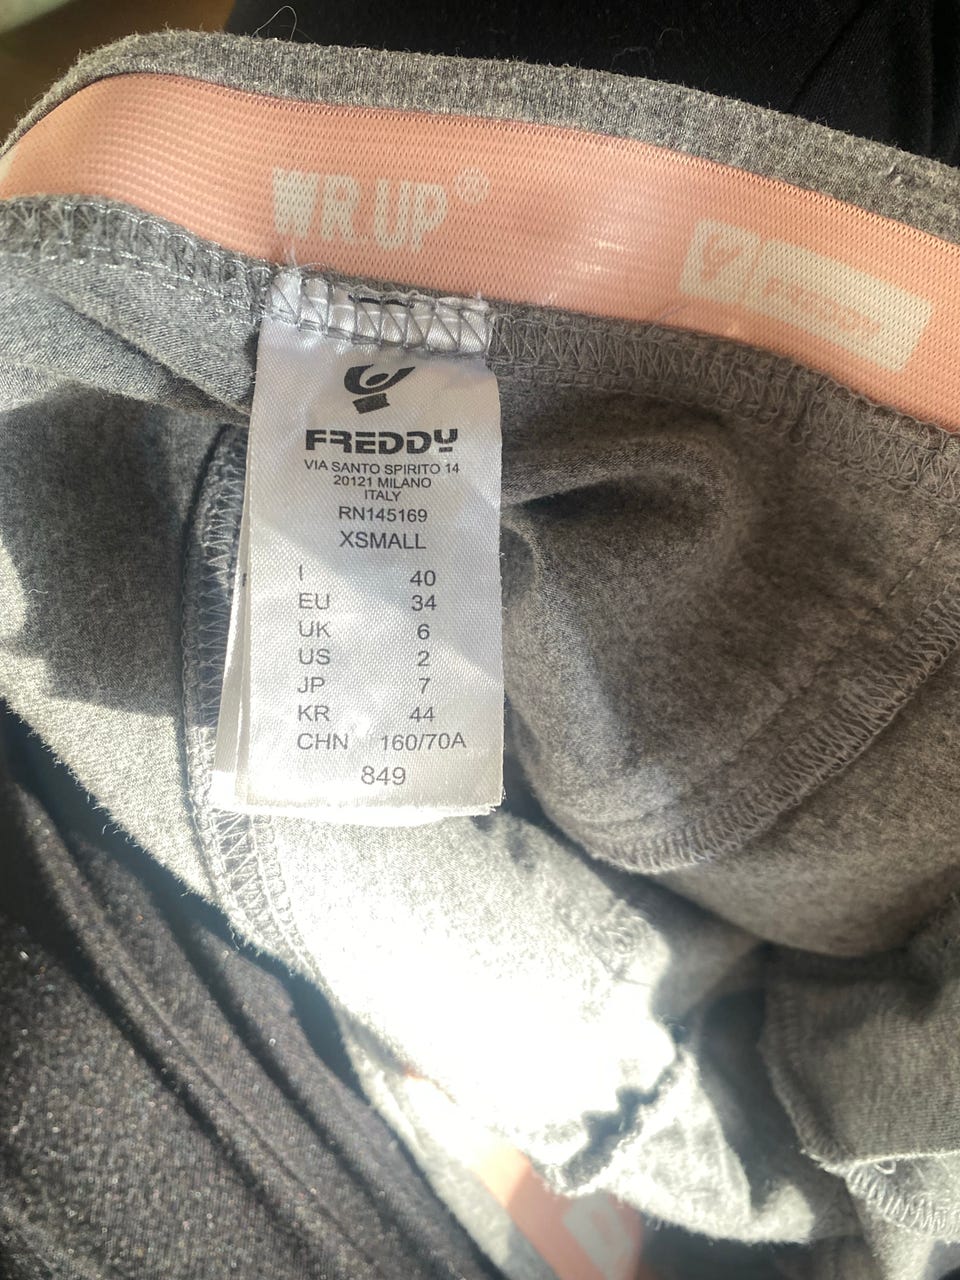 WR.UP®
FREDDY
VIA SANTO SPIRITO 14
20121 MILANO
ITALY
RN145169
XSMALL
I 40
EU 34
UK 6
US 2
JP 7
KR 44
CHN 160/70A
849